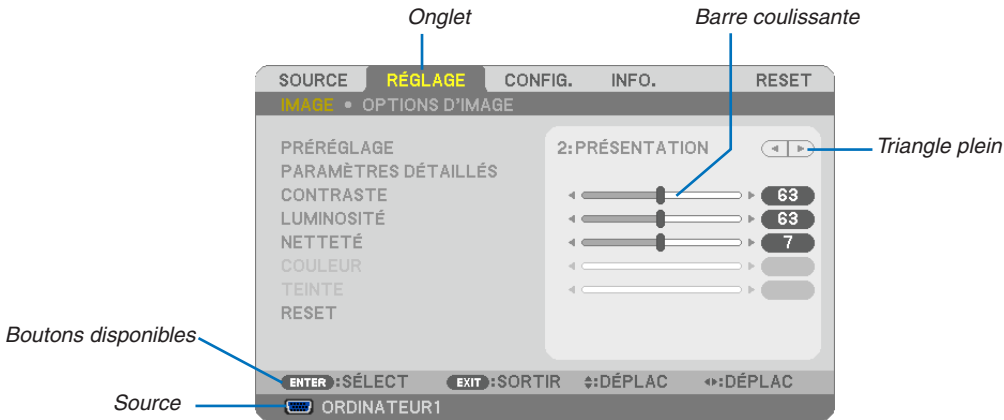 Onglet
Barre coulissante
SOURCE RÉGLAGE CONFIG. INFO. RESET
IMAGE • OPTIONS D'IMAGE
PRÉRÉGLAGE 2:PRÉSENTATION
Triangle plein
PARAMÈTRES DÉTAILLÉS
CONTRASTE 63
LUMINOSITÉ 63
NETTETÉ 7
COULEUR
TEINTE
RESET
Boutons disponibles
ENTER :SÉLECT EXIT :SORTIR :DÉPLAC :DÉPLAC
Source
ORDINATEUR1